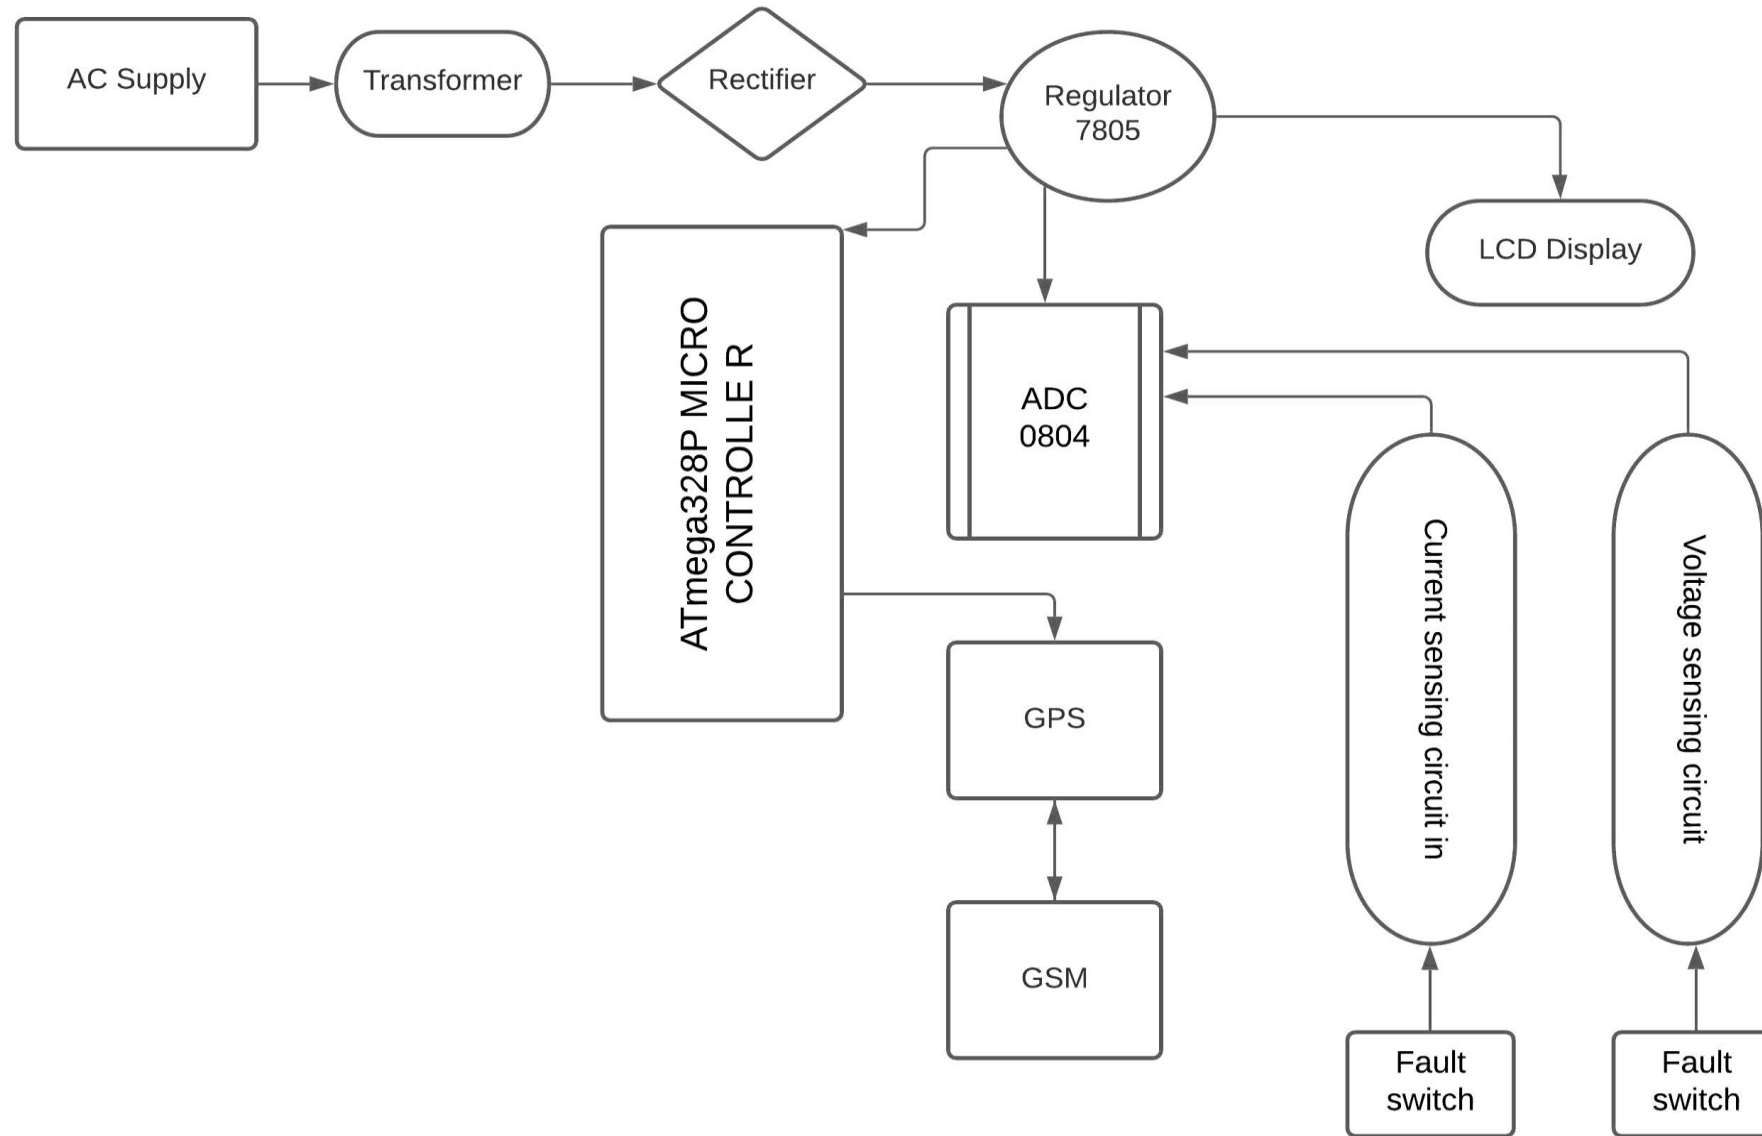 AC Supply
Transformer
Rectifier
Regulator
7805
LCD Display
ATmega328P MICRO
CONTROLLE R
ADC
0804
Current sensing circuit in
Voltage sensing circuit
GPS
GSM
Fault
switch
Fault
switch